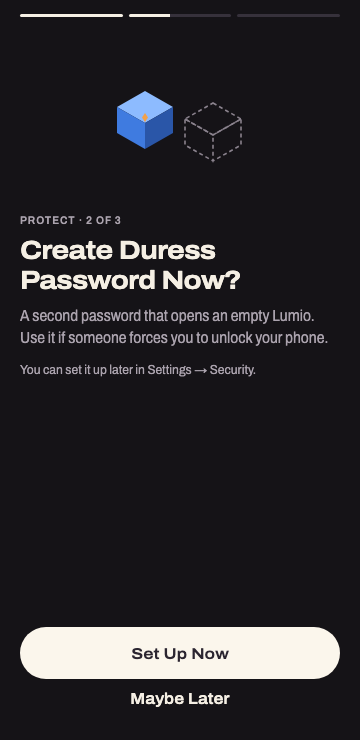 PROTECT · 2 OF 3
Create Duress
Password Now?
A second password that opens an empty Lumio.
Use it if someone forces you to unlock your phone.
You can set it up later in Settings → Security.
Set Up Now
Maybe Later